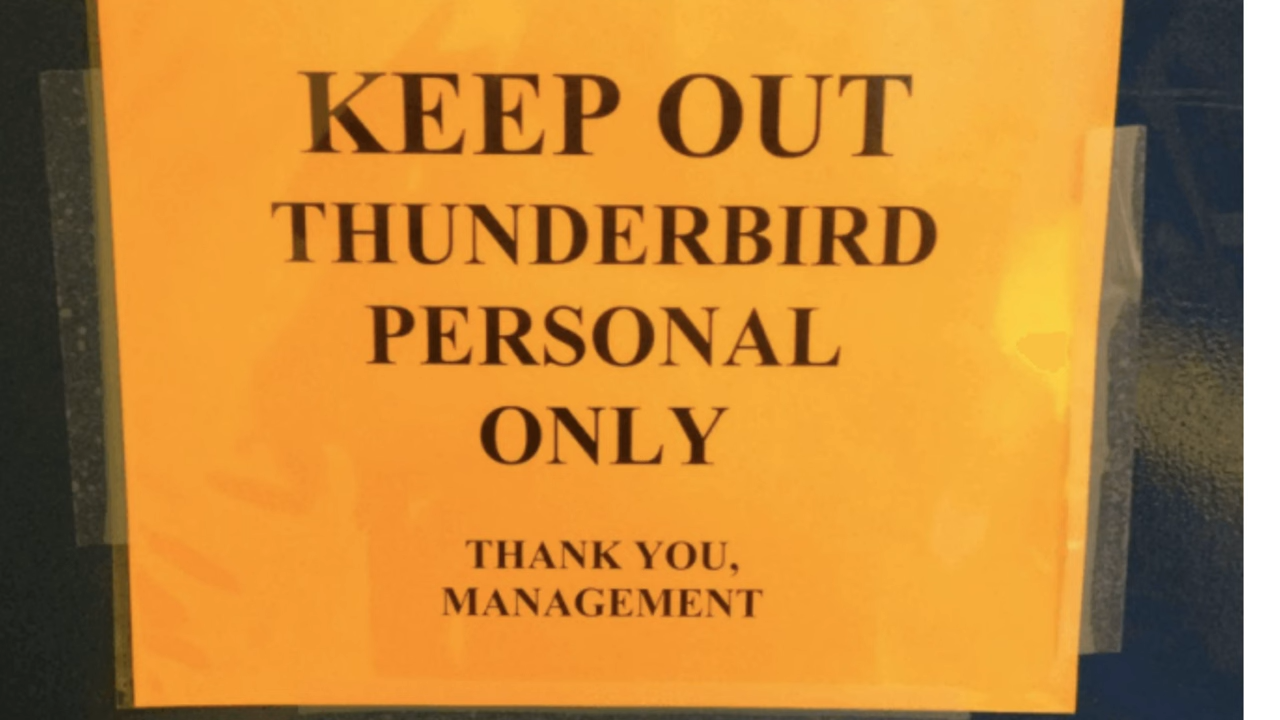 KEEP OUT
THUNDERBIRD
PERSONAL
ONLY
THANK YOU,
MANAGEMENT